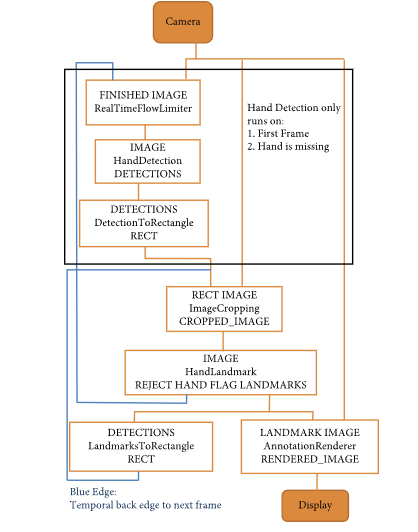 Camera
FINISHED IMAGE
RealTimeFlowLimiter
Hand Detection only
runs on:
1. First Frame
2. Hand is missing
IMAGE
HandDetection
DETECTIONS
DETECTIONS
DetectionToRectangle
RECT
RECT IMAGE
ImageCropping
CROPPED_IMAGE
IMAGE
HandLandmark
REJECT HAND FLAG LANDMARKS
DETECTIONS
LandmarksToRectangle
RECT
LANDMARK IMAGE
AnnotationRenderer
RENDERED_IMAGE
Blue Edge:
Temporal back edge to next frame
Display